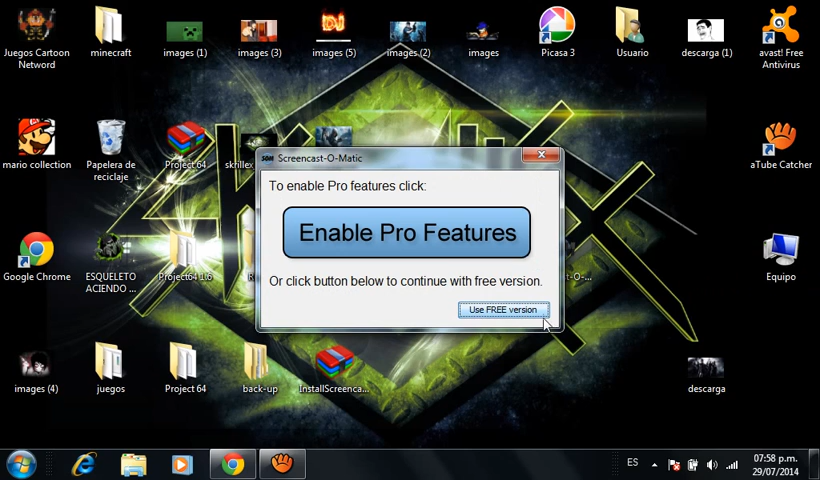 Juegos Cartoon
Netword
minecraft
images (1)
images (3)
images (5)
images (2)
images
Picasa 3
Usuario
descarga (1)
avast! Free
Antivirus
mario collection
Papelera de
reciclaje
Project 64
skrillex
aTube Catcher
SOM Screencast-O-Matic
To enable Pro features click:
Enable Pro Features
Or click button below to continue with free version.
Use FREE version
Google Chrome
ESQUELETO
ACIENDO ...
Project64 1.6
Equipo
images (4)
juegos
Project 64
back-up
InstallScreenca...
descarga
ES
07:58 p.m.
29/07/2014